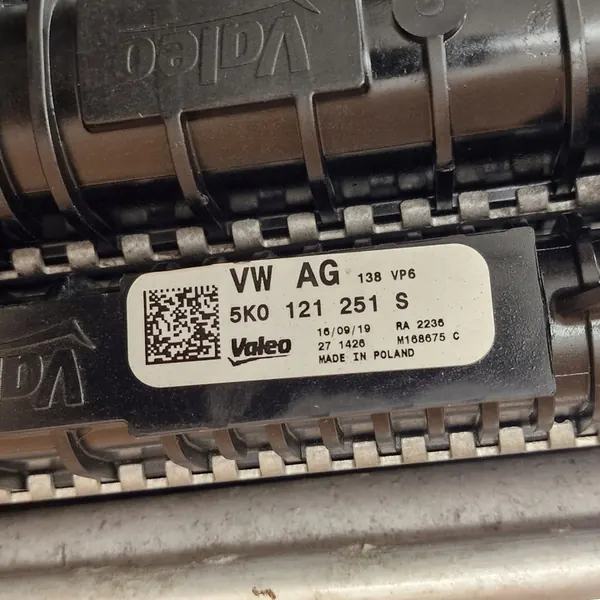 Valeo
VW AG 138 VP6
5K0 121 251 S
16/09/19 RA 2236
Valeo 27 1426 M168675 C
MADE IN POLAND
Valeo